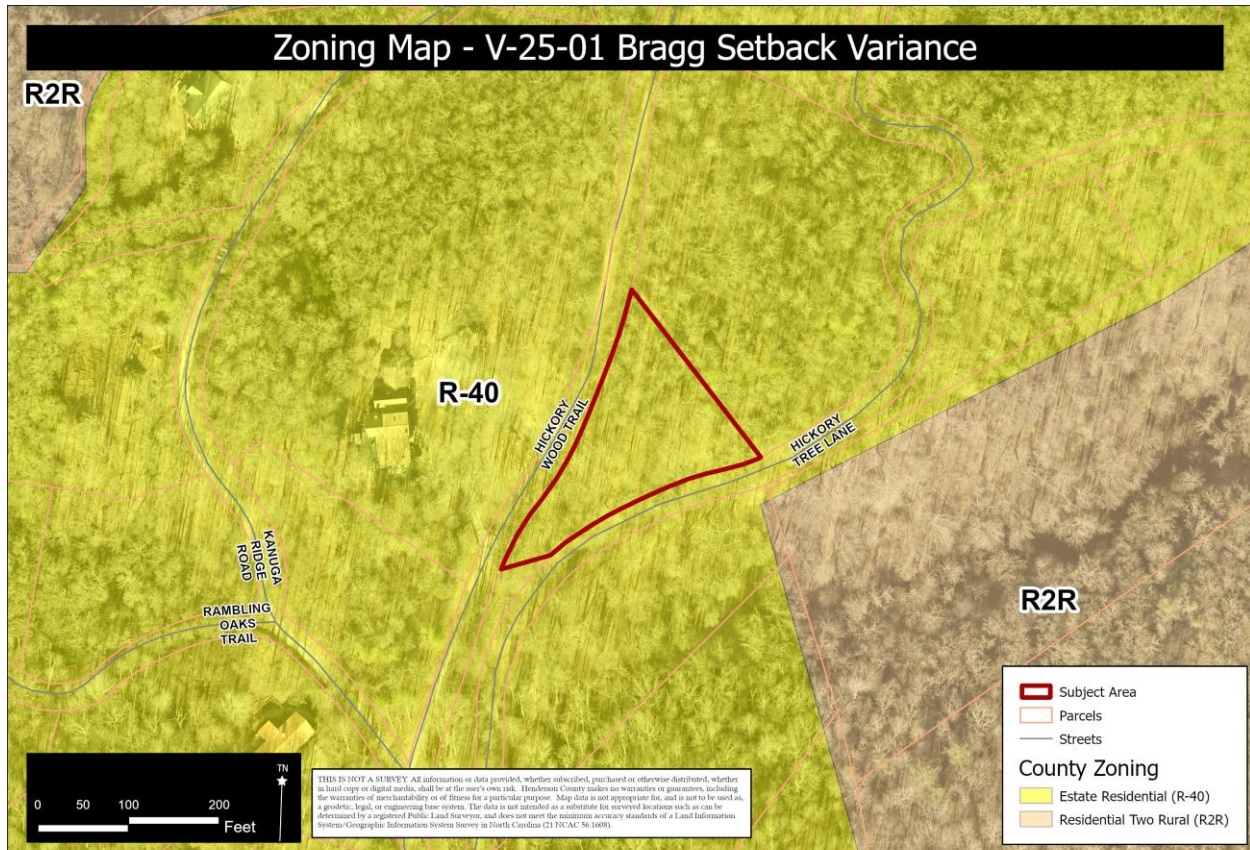 Zoning Map - V-25-01 Bragg Setback Variance
R2R
R-40
HICKORY
WOOD TRAIL
HICKORY
TREE LANE
KANUGA
RIDGE
ROAD
RAMBLING
OAKS
TRAIL
R2R
Subject Area
Parcels
Streets
County Zoning
Estate Residential (R-40)
Residential Two Rural (R2R)
TN
0 50 100 200
Feet
THIS IS NOT A SURVEY. All information or data provided, whether subscribed, purchased or otherwise distributed, whether
in hard copy or digital media, shall be at the user's own risk. Henderson County makes no warranties or guarantees, including
the warranties of merchantability or of fitness for a particular purpose. Map data is not appropriate for, and is not to be used as,
a geodetic, legal, or engineering base system. The data is not intended as a substitute for surveyed locations such as can be
determined by a registered Public Land Surveyor, and does not meet the minimum accuracy standards of a Land Information
System/Geographic Information System Survey in North Carolina (21 NCAC 56.1608).